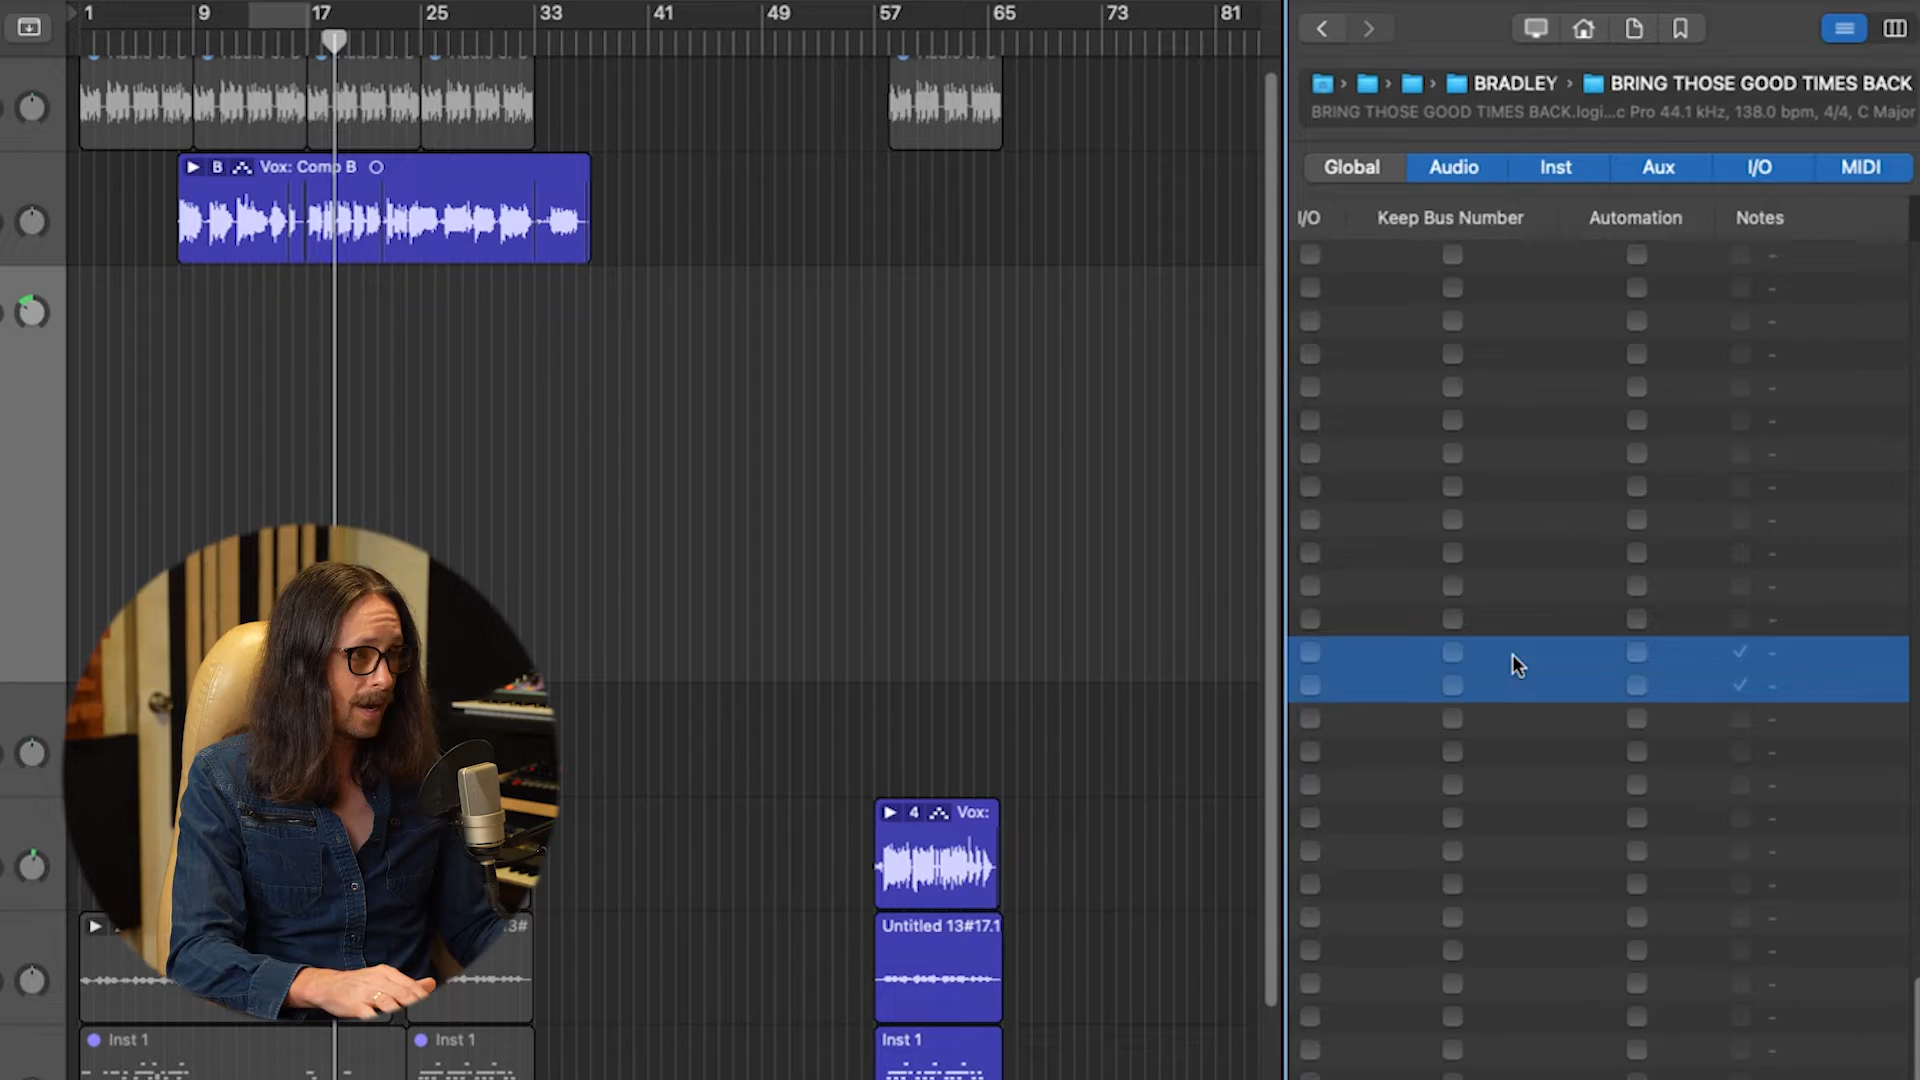 1 9 17 25 33 41 49 57 65 73 81
BRADLEY BRING THOSE GOOD TIMES BACK
BRING THOSE GOOD TIMES BACK.logi...c Pro 44.1 kHz, 138.0 bpm, 4/4, C Major
Global Audio Inst Aux I/O MIDI
I/O Keep Bus Number Automation Notes
B Vox: Comp B
4 Vox:
3# Untitled 13#17.1
Inst 1 Inst 1 Inst 1